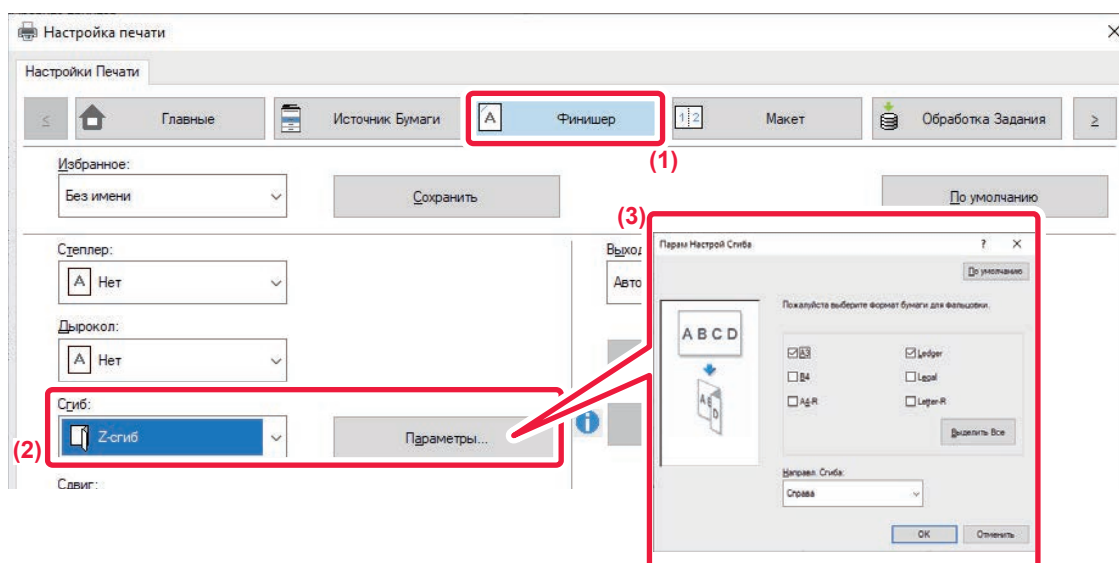 Настройка печати
Настройки Печати
Главные
Источник Бумаги
A
Финишер
1 2
Макет
Обработка Задания
(1)
Избранное:
Без имени
Сохранить
По умолчанию
(3)
Степлер:
A Нет
Дырокол:
A Нет
Сгиб:
Z-сгиб
Параметры...
(2)
Сдвиг:
Выход
Авто
Парам Настрой Сгиба
? ×
По умолчанию
Пожалуйста выберите формат бумаги для фальцовки.
A B C D
A B D
A3
Ledger
B4
Legal
A4-R
Letter-R
Выделить Все
Направл. Сгиба:
Справа
OK
Отменить